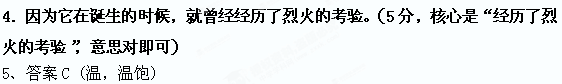 4．因为它在诞生的时候，就曾经经历了烈火的考验。（5分，核心是“经历了烈
火的考验”，意思对即可）
5、答案C（温，温饱）